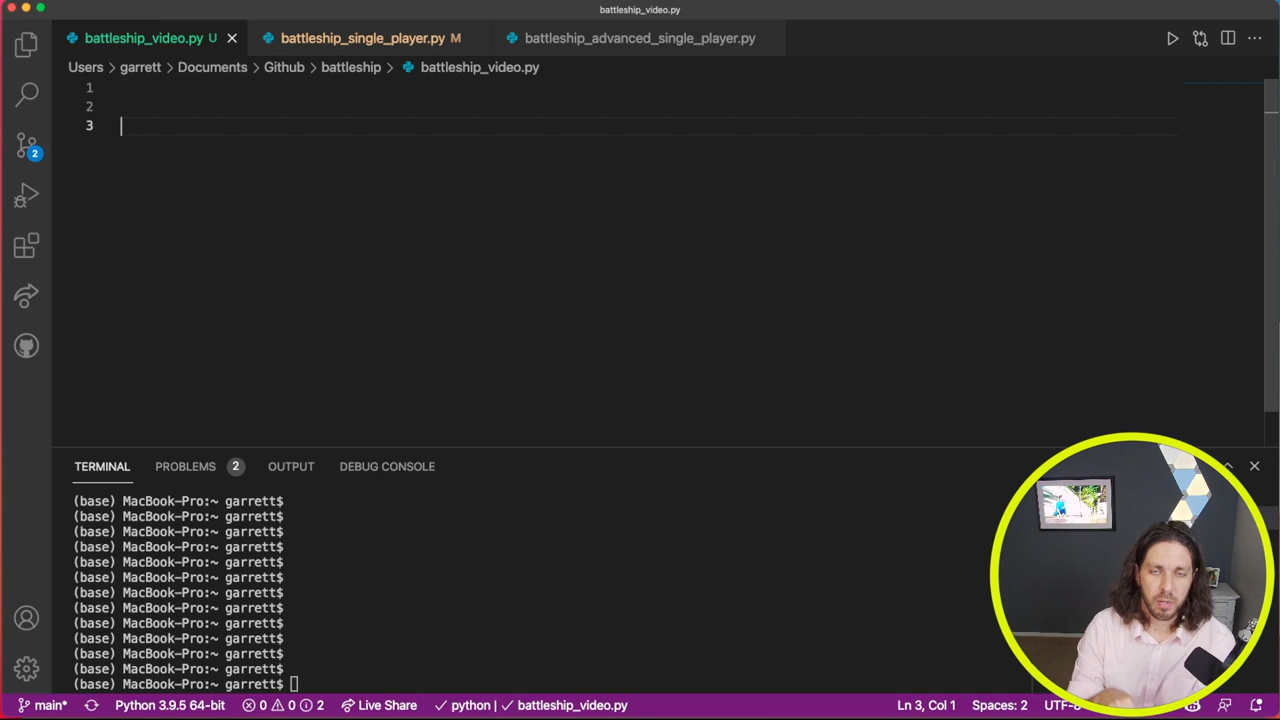 battleship_video.py
battleship_video.py U
battleship_single_player.py M
battleship_advanced_single_player.py
Users > garrett > Documents > Github > battleship > battleship_video.py
1
2
3
2
TERMINAL
PROBLEMS 2
OUTPUT
DEBUG CONSOLE
(base) MacBook-Pro:~ garrett$
(base) MacBook-Pro:~ garrett$
(base) MacBook-Pro:~ garrett$
(base) MacBook-Pro:~ garrett$
(base) MacBook-Pro:~ garrett$
(base) MacBook-Pro:~ garrett$
(base) MacBook-Pro:~ garrett$
(base) MacBook-Pro:~ garrett$
(base) MacBook-Pro:~ garrett$
(base) MacBook-Pro:~ garrett$
(base) MacBook-Pro:~ garrett$
(base) MacBook-Pro:~ garrett$
(base) MacBook-Pro:~ garrett$
main* Python 3.9.5 64-bit 0 0 2 Live Share ✓ python | ✓ battleship_video.py Ln 3, Col 1 Spaces: 2 UTF-8